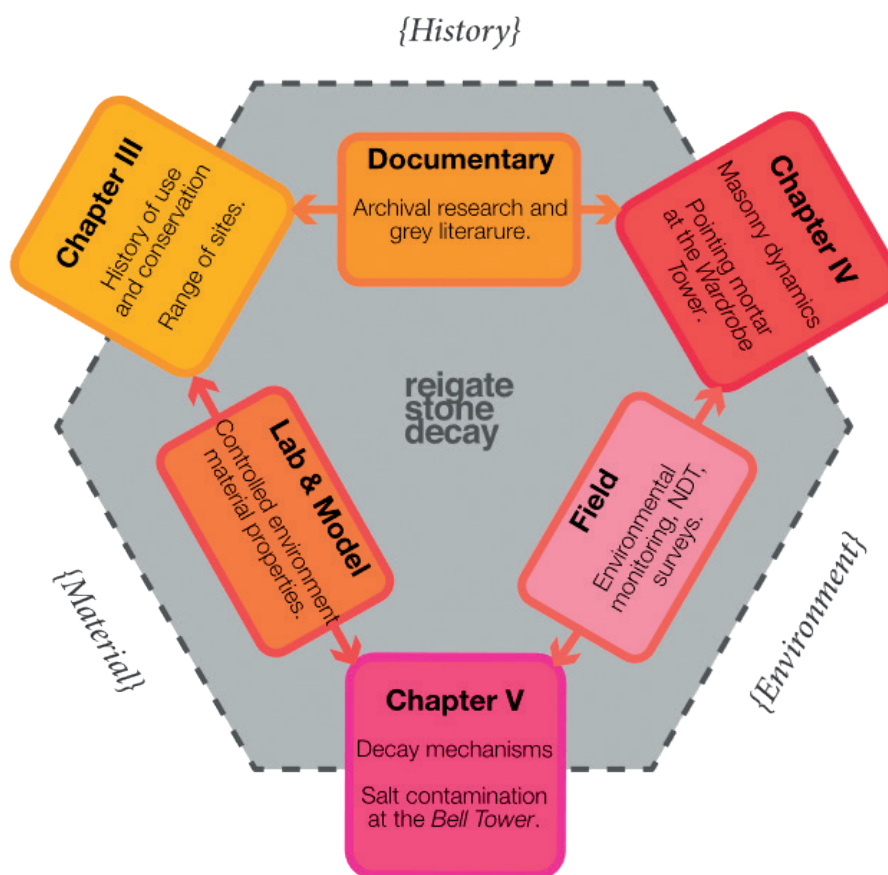 {History}
Chapter III
History of use
and conservation
Range of sites.
Documentary
Archival research and
grey literarure.
Chapter IV
Masonry dynamics
Pointing mortar
at the Wardrobe
Tower.
reigate
stone
decay
Lab & Model
Controlled environment
material properties.
Field
Environmental
monitoring, NDT,
surveys.
{Material}
{Environment}
Chapter V
Decay mechanisms
Salt contamination
at the Bell Tower.